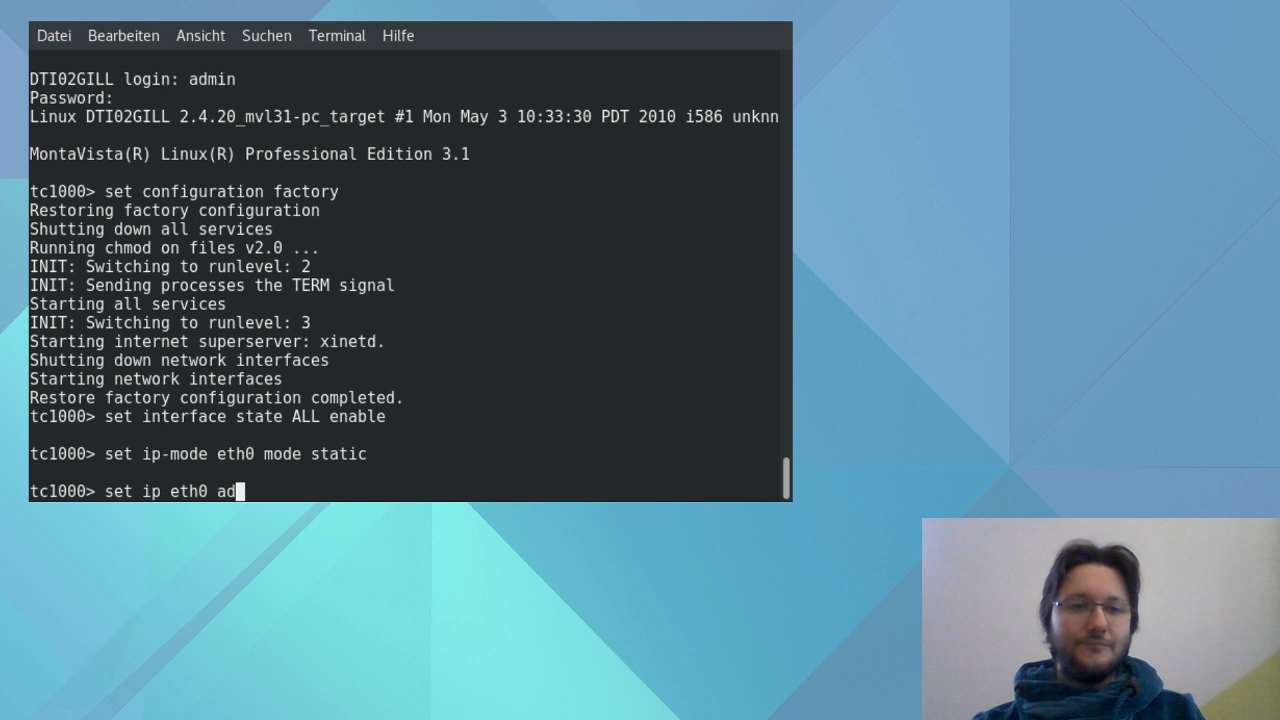 Datei Bearbeiten Ansicht Suchen Terminal Hilfe
DTI02GILL login: admin
Password:
Linux DTI02GILL 2.4.20_mvl31-pc_target #1 Mon May 3 10:33:30 PDT 2010 i586 unknn
MontaVista(R) Linux(R) Professional Edition 3.1
tc1000> set configuration factory
Restoring factory configuration
Shutting down all services
Running chmod on files v2.0 ...
INIT: Switching to runlevel: 2
INIT: Sending processes the TERM signal
Starting all services
INIT: Switching to runlevel: 3
Starting internet superserver: xinetd.
Shutting down network interfaces
Starting network interfaces
Restore factory configuration completed.
tc1000> set interface state ALL enable
tc1000> set ip-mode eth0 mode static
tc1000> set ip eth0 ad